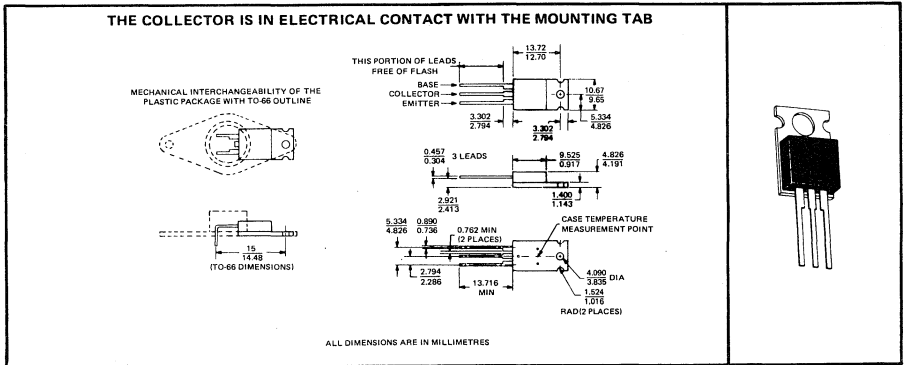 THE COLLECTOR IS IN ELECTRICAL CONTACT WITH THE MOUNTING TAB
MECHANICAL INTERCHANGEABILITY OF THE
PLASTIC PACKAGE WITH TO-66 OUTLINE
15
14.48
(TO-66 DIMENSIONS)
13.72
12.70
THIS PORTION OF LEADS
FREE OF FLASH
BASE
COLLECTOR
EMITTER
10.67
9.65
3.302
2.794
3.302
2.794
5.334
4.826
0.457
0.304
3 LEADS
9.525
0.917
4.826
4.191
2.921
2.413
1.400
1.143
5.334
4.826
0.890
0.736
0.762 MIN
(2 PLACES)
CASE TEMPERATURE
MEASUREMENT POINT
2.794
2.286
13.716
MIN
4.090
3.835
DIA
1.524
1.016
RAD(2 PLACES)
ALL DIMENSIONS ARE IN MILLIMETRES